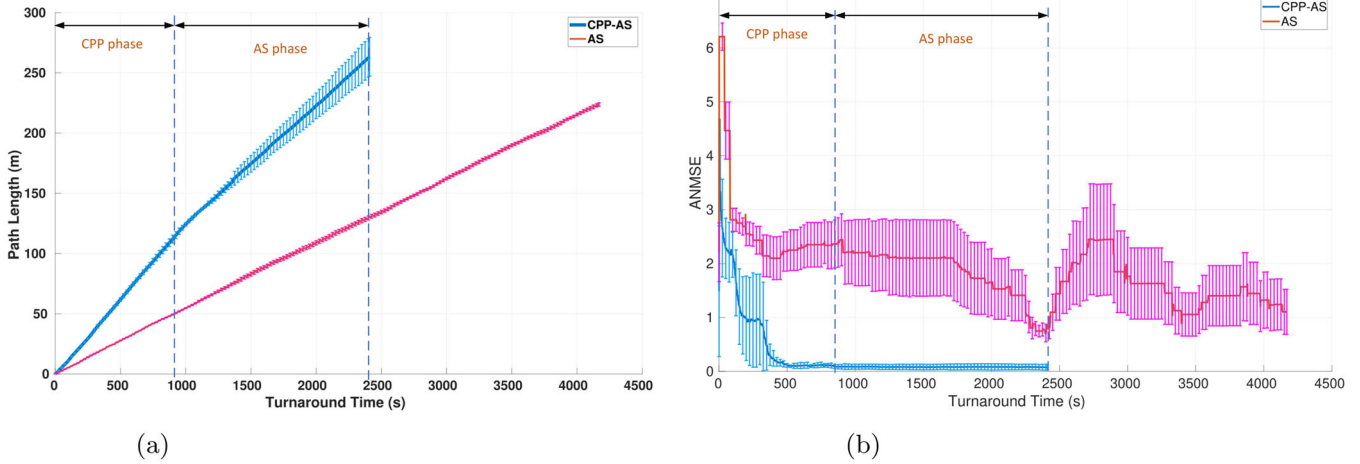 CPP phase
AS phase
CPP-AS
AS
Path Length (m)
300
250
200
150
100
50
0
0 500 1000 1500 2000 2500 3000 3500 4000 4500
Turnaround Time (s)
(a)
CPP phase
AS phase
CPP-AS
AS
ANMSE
6
5
4
3
2
1
0
0 500 1000 1500 2000 2500 3000 3500 4000 4500
Turnaround Time (s)
(b)